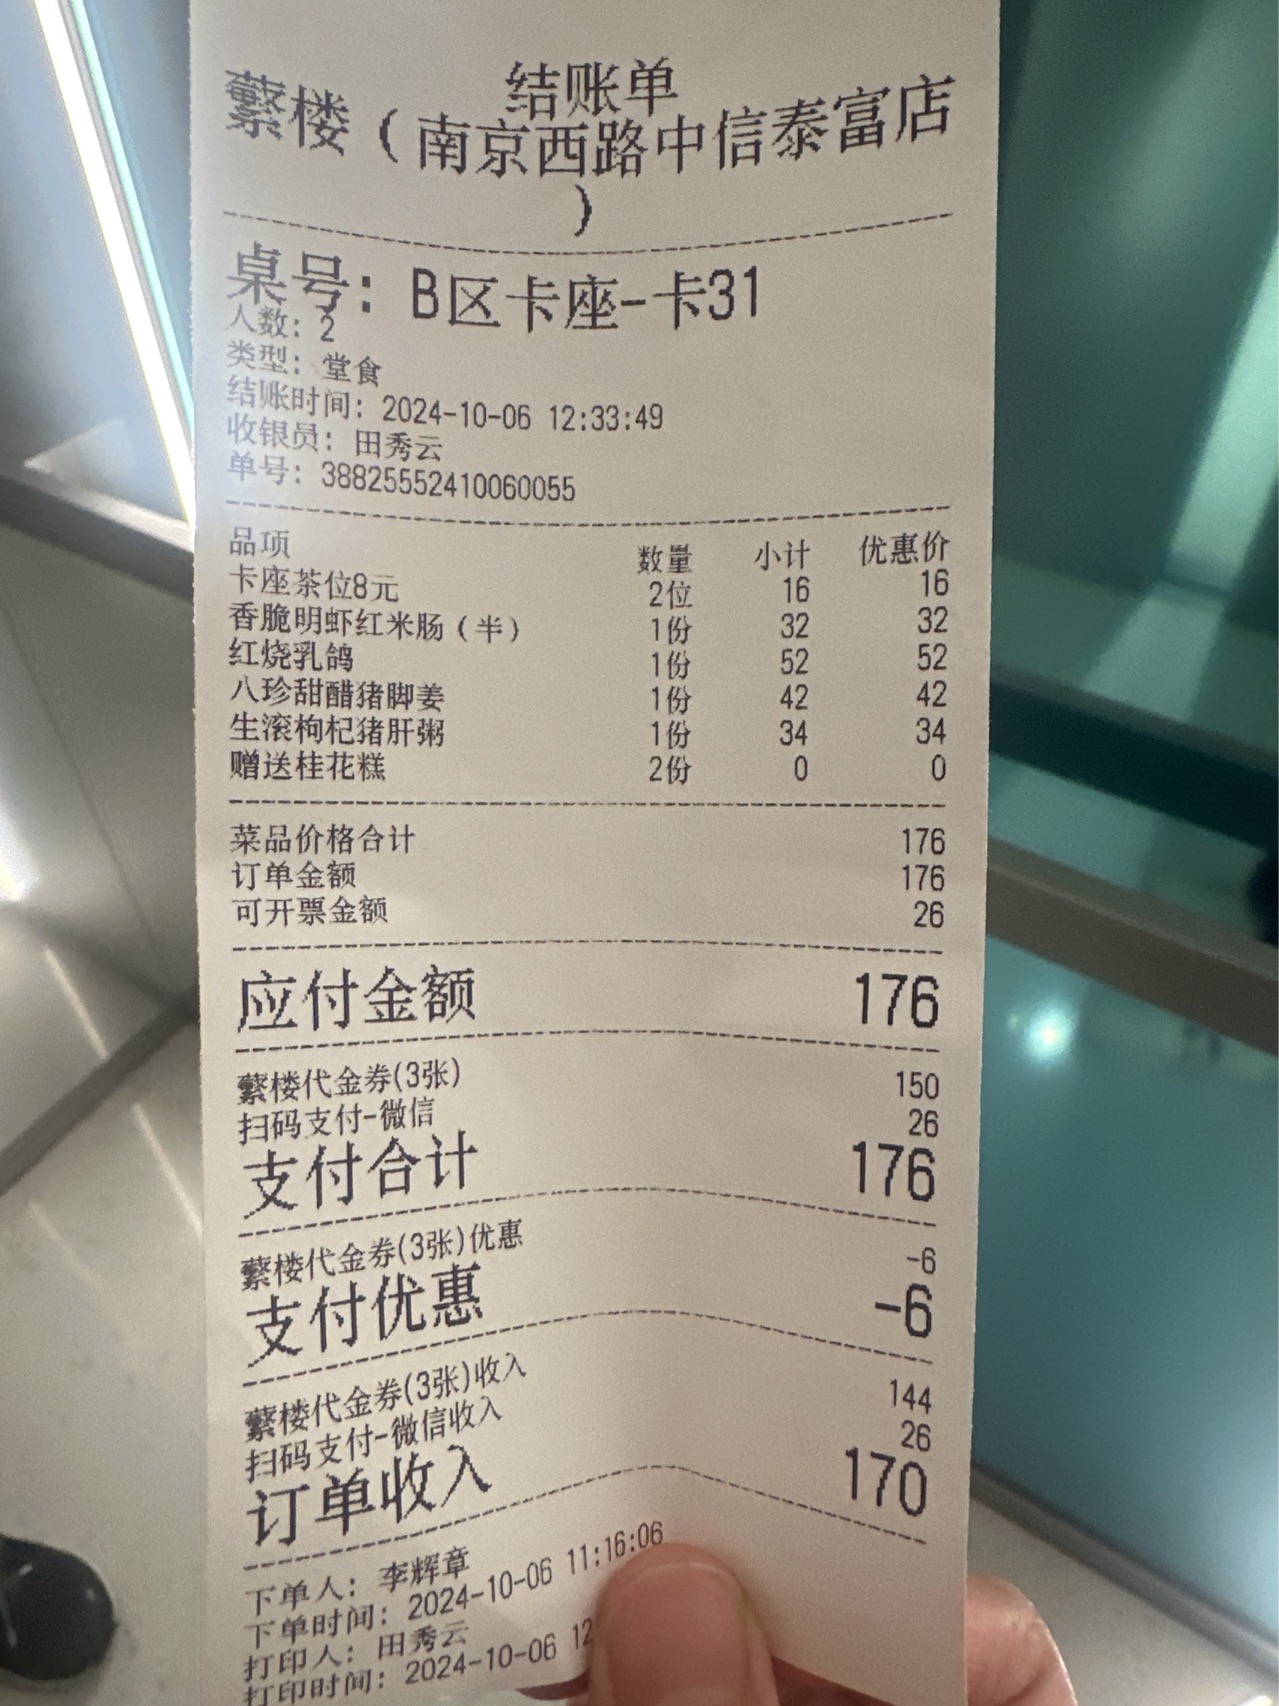 结账单
蘩楼（南京西路中信泰富店
）
桌号：B区卡座-卡31
人数：2
类型：堂食
结账时间：2024-10-06 12:33:49
收银员：田秀云
单号：38825552410060055
品项 数量 小计 优惠价
卡座茶位8元 2位 16 16
香脆明虾红米肠（半） 1份 32 32
红烧乳鸽 1份 52 52
八珍甜醋猪脚姜 1份 42 42
生滚枸杞猪肝粥 1份 34 34
赠送桂花糕 2份 0 0
菜品价格合计 176
订单金额 176
可开票金额 26
应付金额 176
蘩楼代金券(3张) 150
扫码支付-微信 26
支付合计 176
蘩楼代金券(3张)优惠 -6
支付优惠 -6
蘩楼代金券(3张)收入 144
扫码支付-微信收入 26
订单收入 170
下单人：李辉章
下单时间：2024-10-06 11:16:06
打印人：田秀云
打印时间：2024-10-06 12